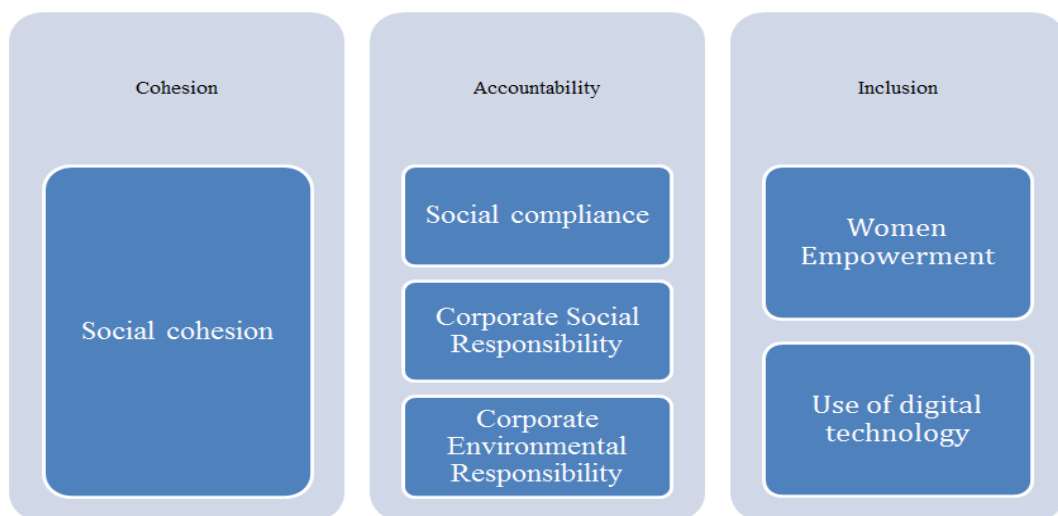 Cohesion
Social cohesion
Accountability
Social compliance
Corporate Social
Responsibility
Corporate
Environmental
Responsibility
Inclusion
Women
Empowerment
Use of digital
technology